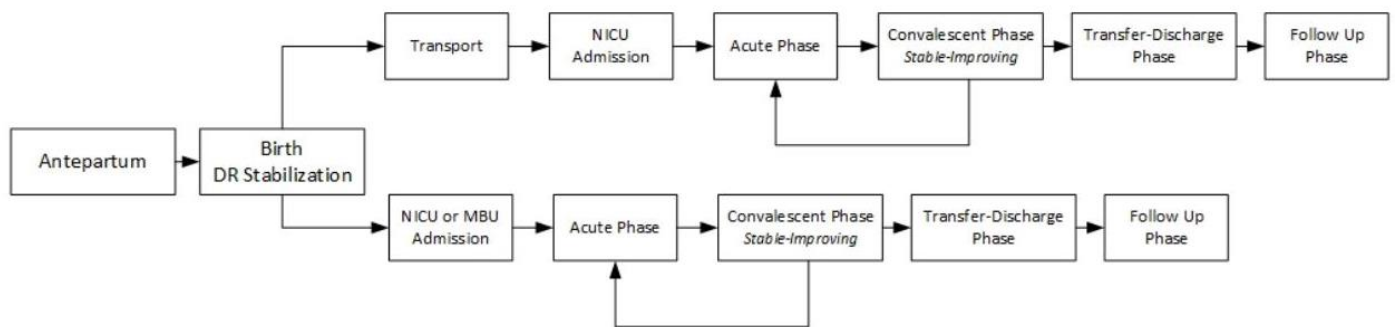 Transport
NICU
Admission
Acute Phase
Convalescent Phase
Stable-Improving
Transfer-Discharge
Phase
Follow Up
Phase
Antepartum
Birth
DR Stabilization
NICU or MBU
Admission
Acute Phase
Convalescent Phase
Stable-Improving
Transfer-Discharge
Phase
Follow Up
Phase